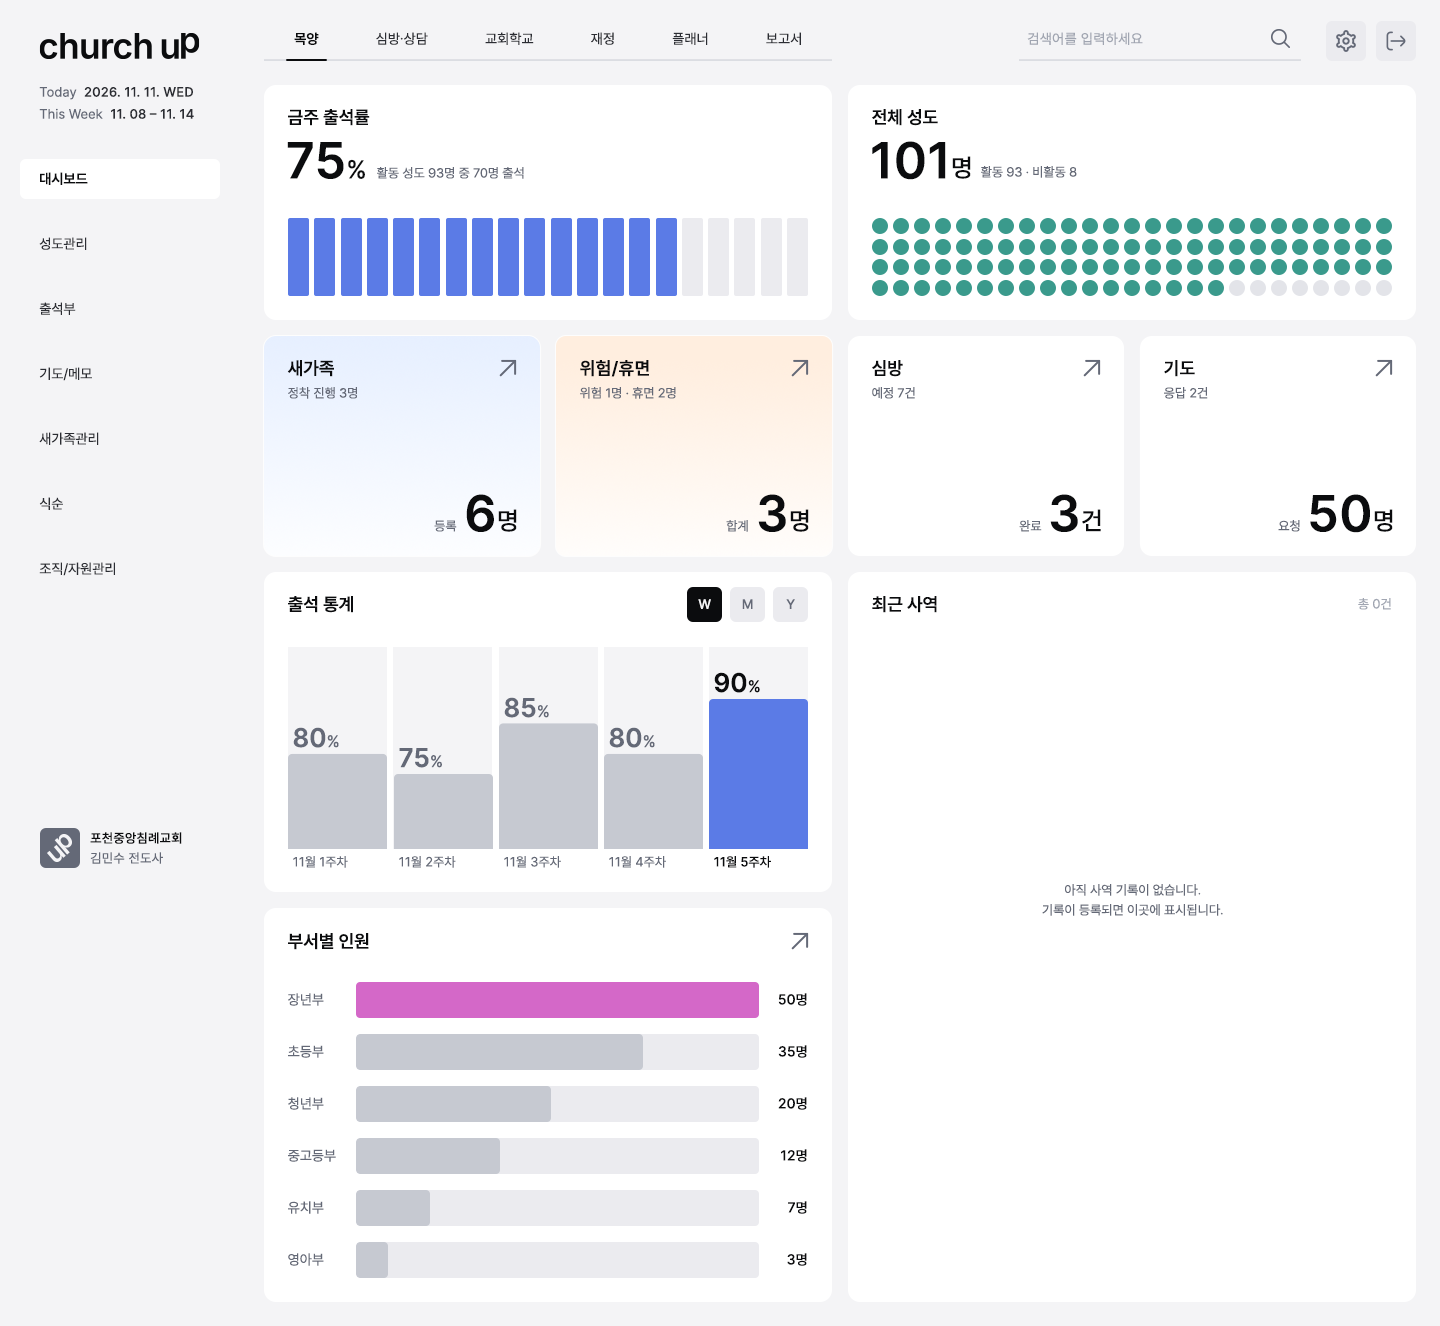 church up
목양 심방·상담 교회학교 재정 플래너 보고서
검색어를 입력하세요
Today 2026. 11. 11. WED
This Week 11. 08 – 11. 14
대시보드
성도관리
출석부
기도/메모
새가족관리
식순
조직/자원관리
up
포천중앙침례교회
김민수 전도사
금주 출석률
75% 활동 성도 93명 중 70명 출석
전체 성도
101명 활동 93 · 비활동 8
새가족
정착 진행 3명
등록 6명
위험/휴면
위험 1명 · 휴면 2명
합계 3명
심방
예정 7건
완료 3건
기도
응답 2건
요청 50명
출석 통계
W M Y
80% 75% 85% 80% 90%
11월 1주차 11월 2주차 11월 3주차 11월 4주차 11월 5주차
최근 사역
총 0건
아직 사역 기록이 없습니다.
기록이 등록되면 이곳에 표시됩니다.
부서별 인원
장년부 50명
초등부 35명
청년부 20명
중고등부 12명
유치부 7명
영아부 3명